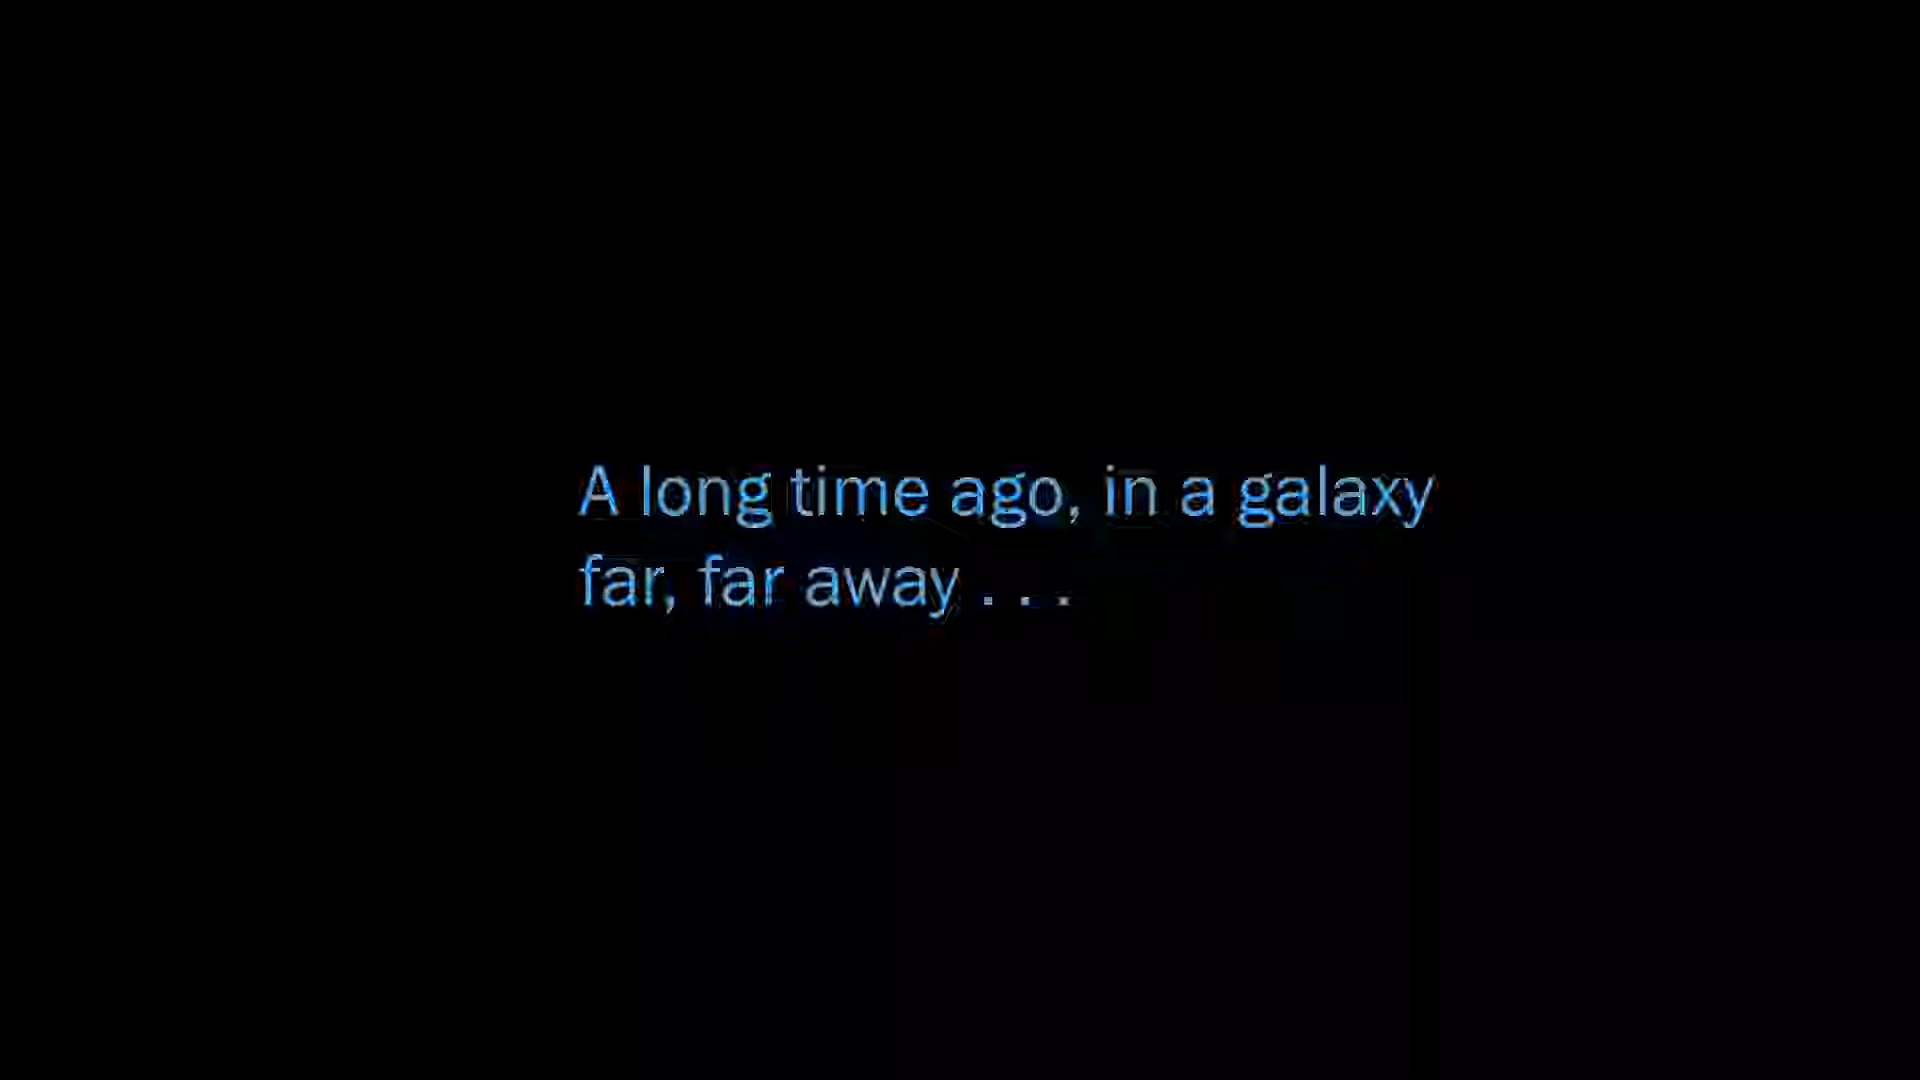 A long time ago, in a galaxy
far, far away . . .